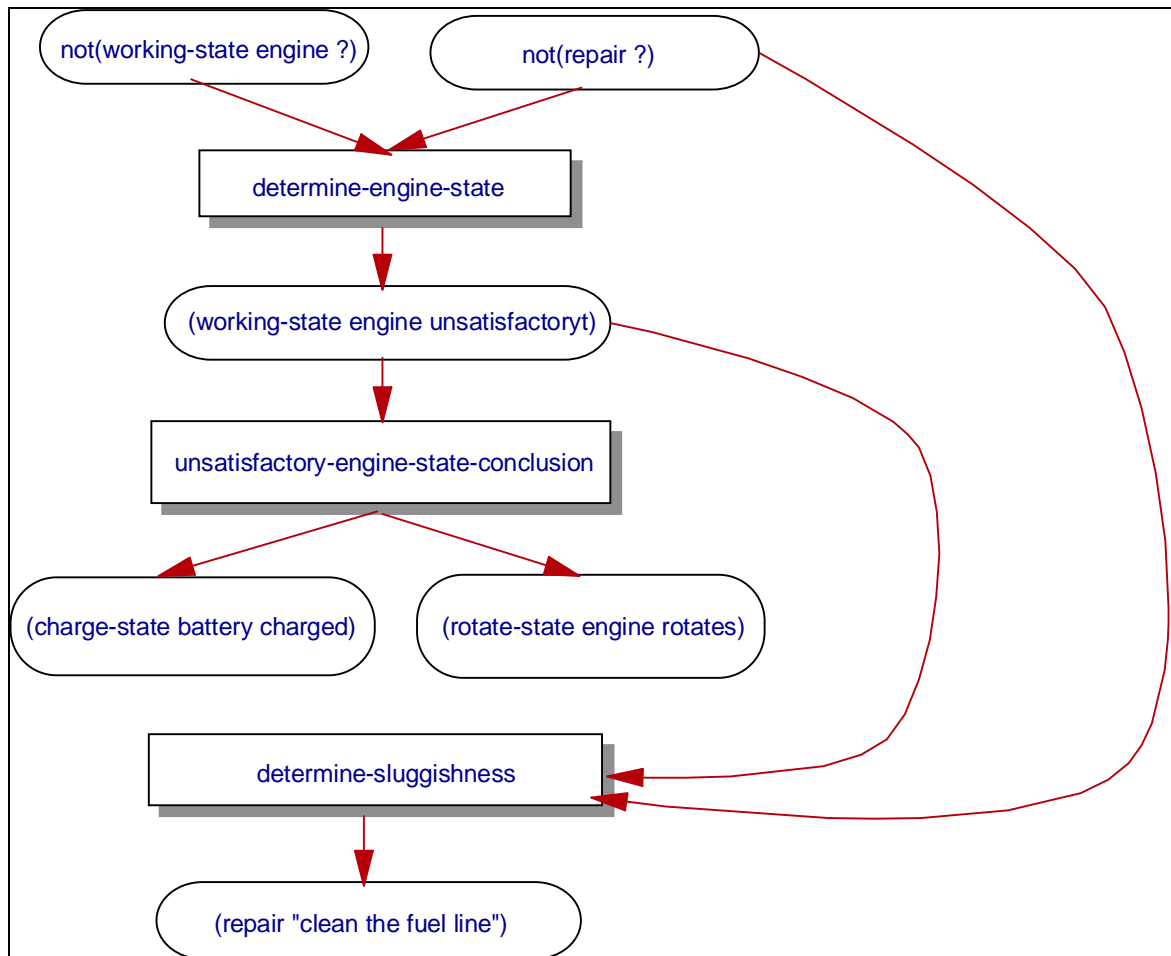 not(working-state engine ?)
not(repair ?)
determine-engine-state
(working-state engine unsatisfactoryt)
unsatisfactory-engine-state-conclusion
(charge-state battery charged)
(rotate-state engine rotates)
determine-sluggishness
(repair "clean the fuel line")